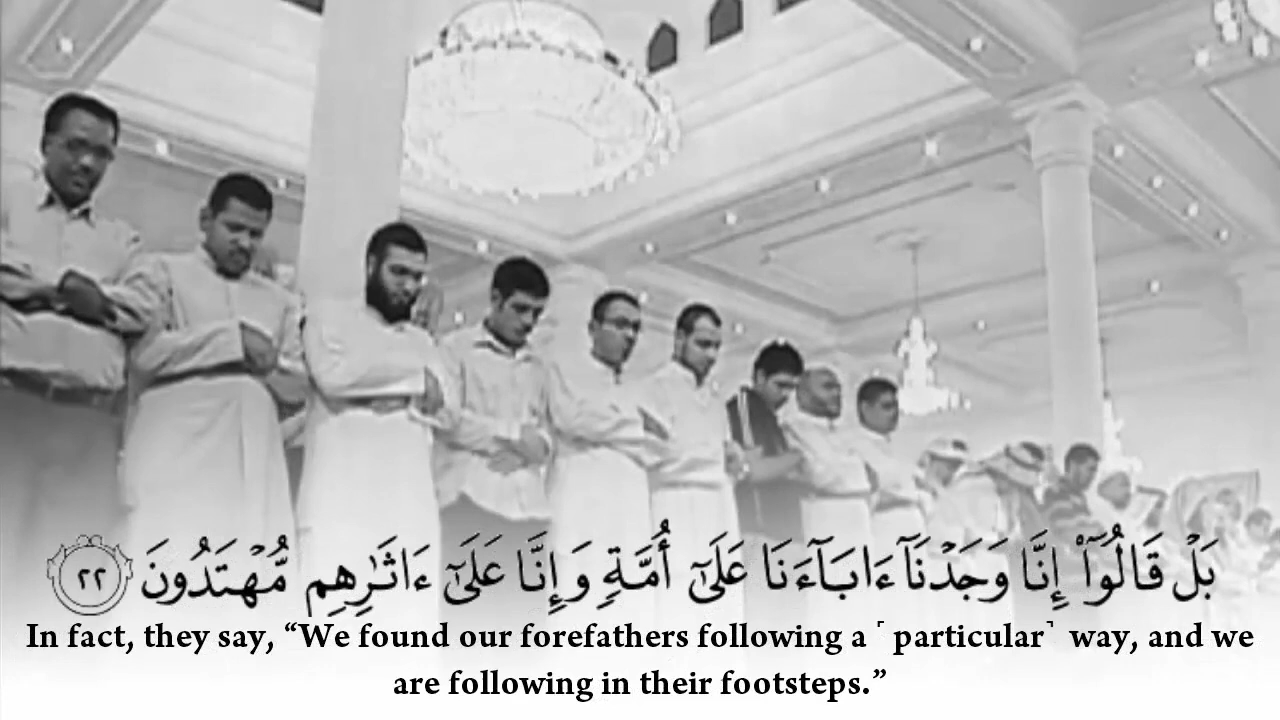 بَلْ قَالُوٓا۟ إِنَّا وَجَدْنَآ ءَابَآءَنَا عَلَىٰٓ أُمَّةٍ وَإِنَّا عَلَىٰٓ ءَاثَـٰرِهِم مُّهْتَدُونَ ٢٢
In fact, they say, “We found our forefathers following a ˹ particular˺ way, and we
are following in their footsteps.”